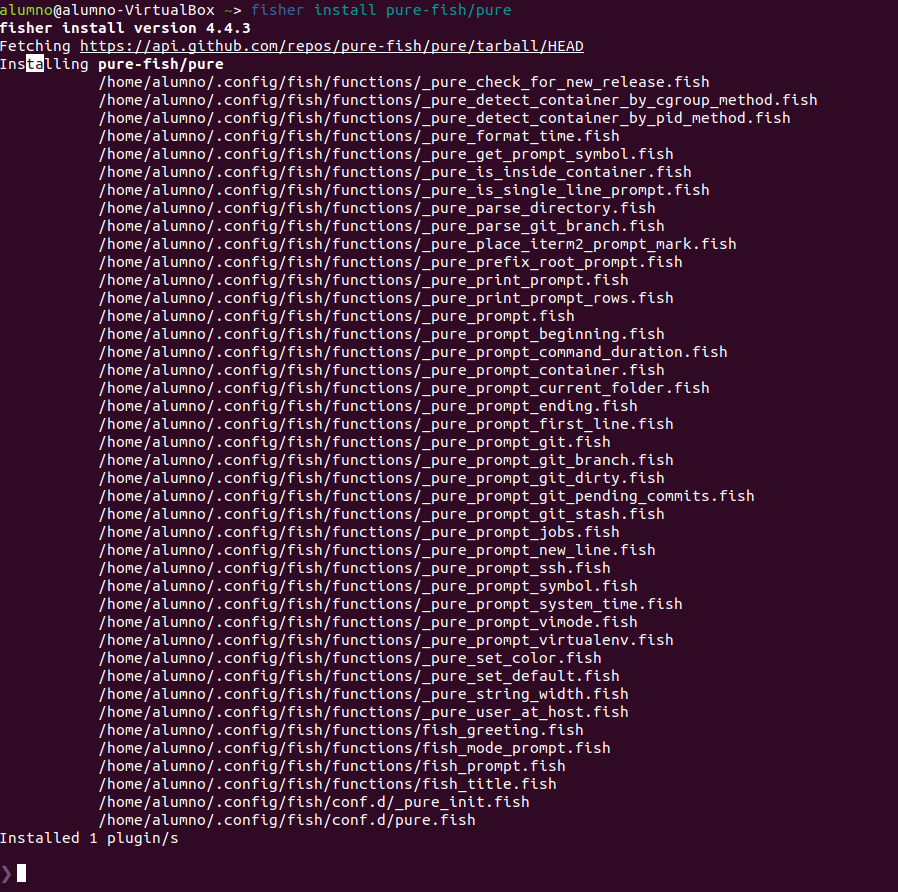 alumno@alumno-VirtualBox ~> fisher install pure-fish/pure
fisher install version 4.4.3
Fetching https://api.github.com/repos/pure-fish/pure/tarball/HEAD
Installing pure-fish/pure
/home/alumno/.config/fish/functions/_pure_check_for_new_release.fish
/home/alumno/.config/fish/functions/_pure_detect_container_by_cgroup_method.fish
/home/alumno/.config/fish/functions/_pure_detect_container_by_pid_method.fish
/home/alumno/.config/fish/functions/_pure_format_time.fish
/home/alumno/.config/fish/functions/_pure_get_prompt_symbol.fish
/home/alumno/.config/fish/functions/_pure_is_inside_container.fish
/home/alumno/.config/fish/functions/_pure_is_single_line_prompt.fish
/home/alumno/.config/fish/functions/_pure_parse_directory.fish
/home/alumno/.config/fish/functions/_pure_parse_git_branch.fish
/home/alumno/.config/fish/functions/_pure_place_iterm2_prompt_mark.fish
/home/alumno/.config/fish/functions/_pure_prefix_root_prompt.fish
/home/alumno/.config/fish/functions/_pure_print_prompt.fish
/home/alumno/.config/fish/functions/_pure_print_prompt_rows.fish
/home/alumno/.config/fish/functions/_pure_prompt.fish
/home/alumno/.config/fish/functions/_pure_prompt_beginning.fish
/home/alumno/.config/fish/functions/_pure_prompt_command_duration.fish
/home/alumno/.config/fish/functions/_pure_prompt_container.fish
/home/alumno/.config/fish/functions/_pure_prompt_current_folder.fish
/home/alumno/.config/fish/functions/_pure_prompt_ending.fish
/home/alumno/.config/fish/functions/_pure_prompt_first_line.fish
/home/alumno/.config/fish/functions/_pure_prompt_git.fish
/home/alumno/.config/fish/functions/_pure_prompt_git_branch.fish
/home/alumno/.config/fish/functions/_pure_prompt_git_dirty.fish
/home/alumno/.config/fish/functions/_pure_prompt_git_pending_commits.fish
/home/alumno/.config/fish/functions/_pure_prompt_git_stash.fish
/home/alumno/.config/fish/functions/_pure_prompt_jobs.fish
/home/alumno/.config/fish/functions/_pure_prompt_new_line.fish
/home/alumno/.config/fish/functions/_pure_prompt_ssh.fish
/home/alumno/.config/fish/functions/_pure_prompt_symbol.fish
/home/alumno/.config/fish/functions/_pure_prompt_system_time.fish
/home/alumno/.config/fish/functions/_pure_prompt_vimode.fish
/home/alumno/.config/fish/functions/_pure_prompt_virtualenv.fish
/home/alumno/.config/fish/functions/_pure_set_color.fish
/home/alumno/.config/fish/functions/_pure_set_default.fish
/home/alumno/.config/fish/functions/_pure_string_width.fish
/home/alumno/.config/fish/functions/_pure_user_at_host.fish
/home/alumno/.config/fish/functions/fish_greeting.fish
/home/alumno/.config/fish/functions/fish_mode_prompt.fish
/home/alumno/.config/fish/functions/fish_prompt.fish
/home/alumno/.config/fish/functions/fish_title.fish
/home/alumno/.config/fish/conf.d/_pure_init.fish
/home/alumno/.config/fish/conf.d/pure.fish
Installed 1 plugin/s
❯